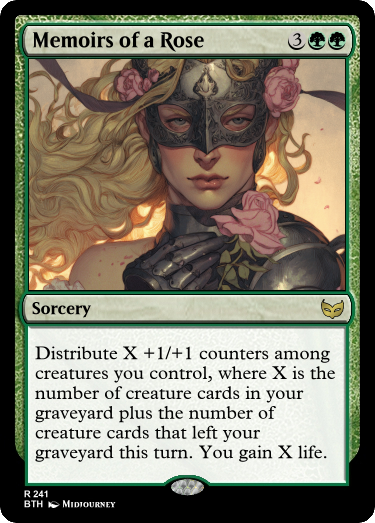 Memoirs of a Rose 3
Sorcery
Distribute X +1/+1 counters among
creatures you control, where X is the
number of creature cards in your
graveyard plus the number of
creature cards that left your
graveyard this turn. You gain X life.
R 241
BTH Midjourney